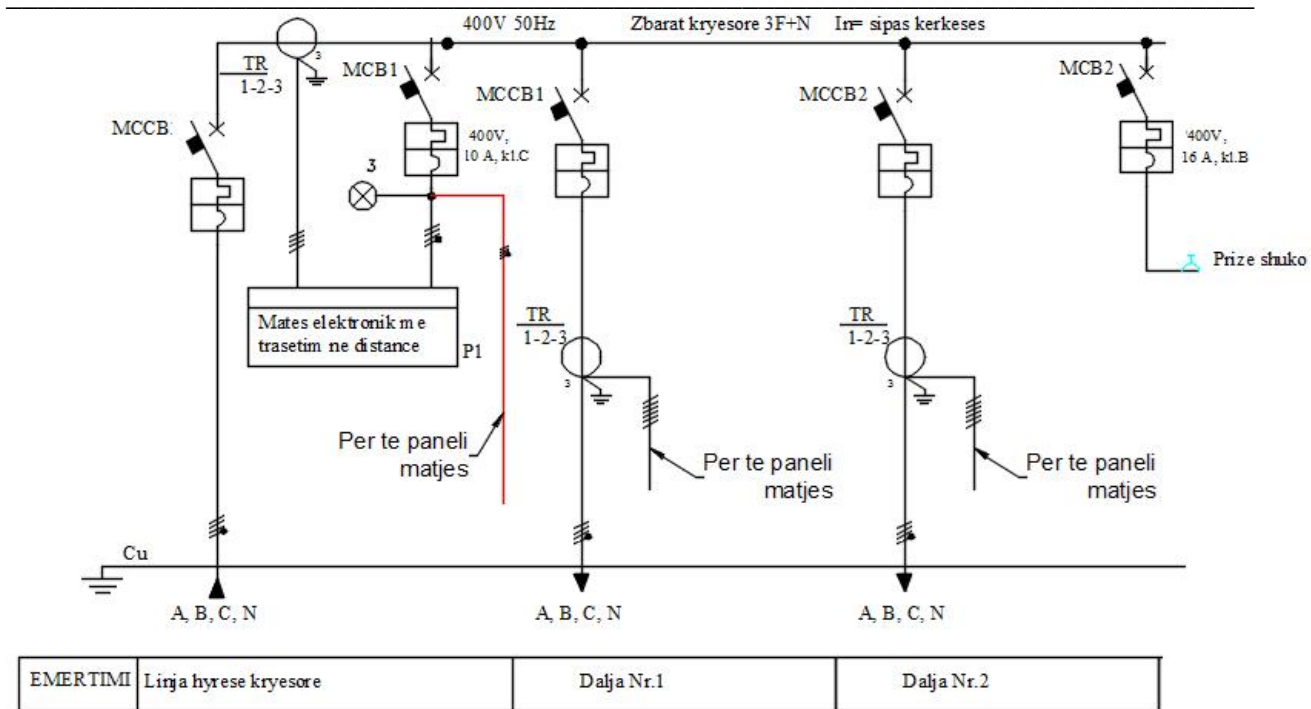 400V 50Hz Zbarat kryesore 3F+N In= sipas kerkeses
TR
1-2-3
3
MCCB
MCB1
400V,
10 A, kl.C
3
MCCB1
MCCB2
MCB2
400V,
16 A, kl.B
Prize shuko
Mates elektronik me
trasetim ne distance
P1
TR
1-2-3
3
TR
1-2-3
3
Per te paneli
matjes
Per te paneli
matjes
Per te paneli
matjes
Cu
A, B, C, N
A, B, C, N
A, B, C, N
EMERTIMI Linja hyrese kryesore Dalja Nr.1 Dalja Nr.2